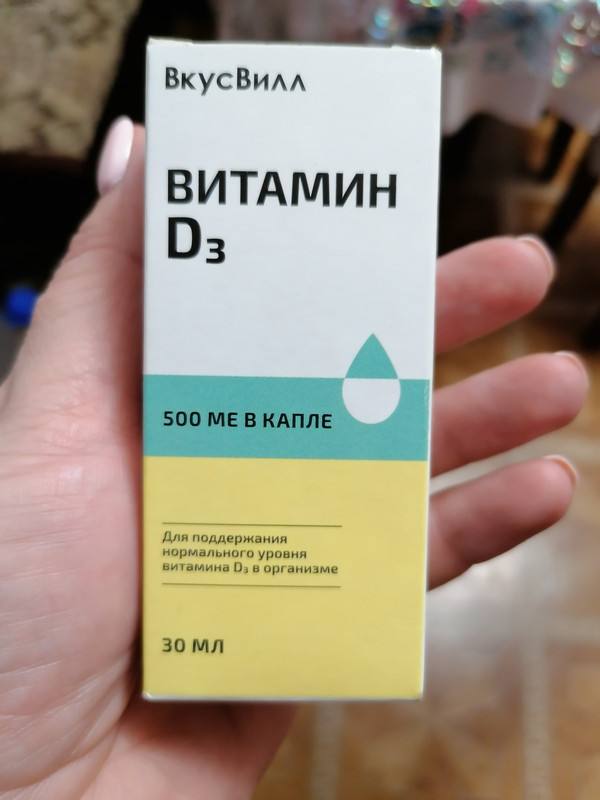 ВкусВилл
ВИТАМИН
D₃
500 МЕ В КАПЛЕ
Для поддержания
нормального уровня
витамина D₃ в организме
30 МЛ